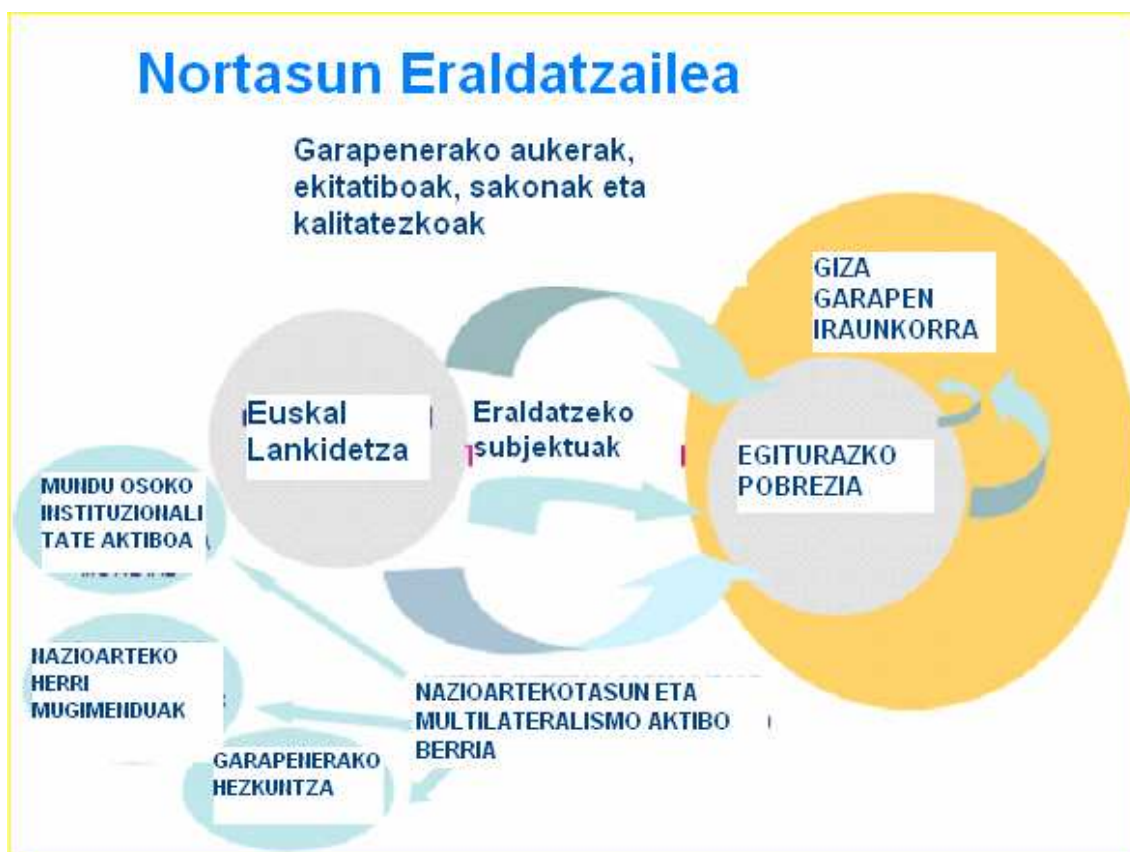 Nortasun Eraldatzailea
Garapenerako aukerak,
ekitatiboak, sakonak eta
kalitatezkoak
GIZA
GARAPEN
IRAUNKORRA
Euskal
Lankidetza
Eraldatzeko
subjektuak
EGITURAZKO
POBREZIA
MUNDU OSOKO
INSTITUZIONALI
TATE AKTIBOA
NAZIOARTEKO
HERRI
MUGIMENDUAK
NAZIOARTEKOTASUN ETA
MULTILATERALISMO AKTIBO
BERRIA
GARAPENERAKO
HEZKUNTZA